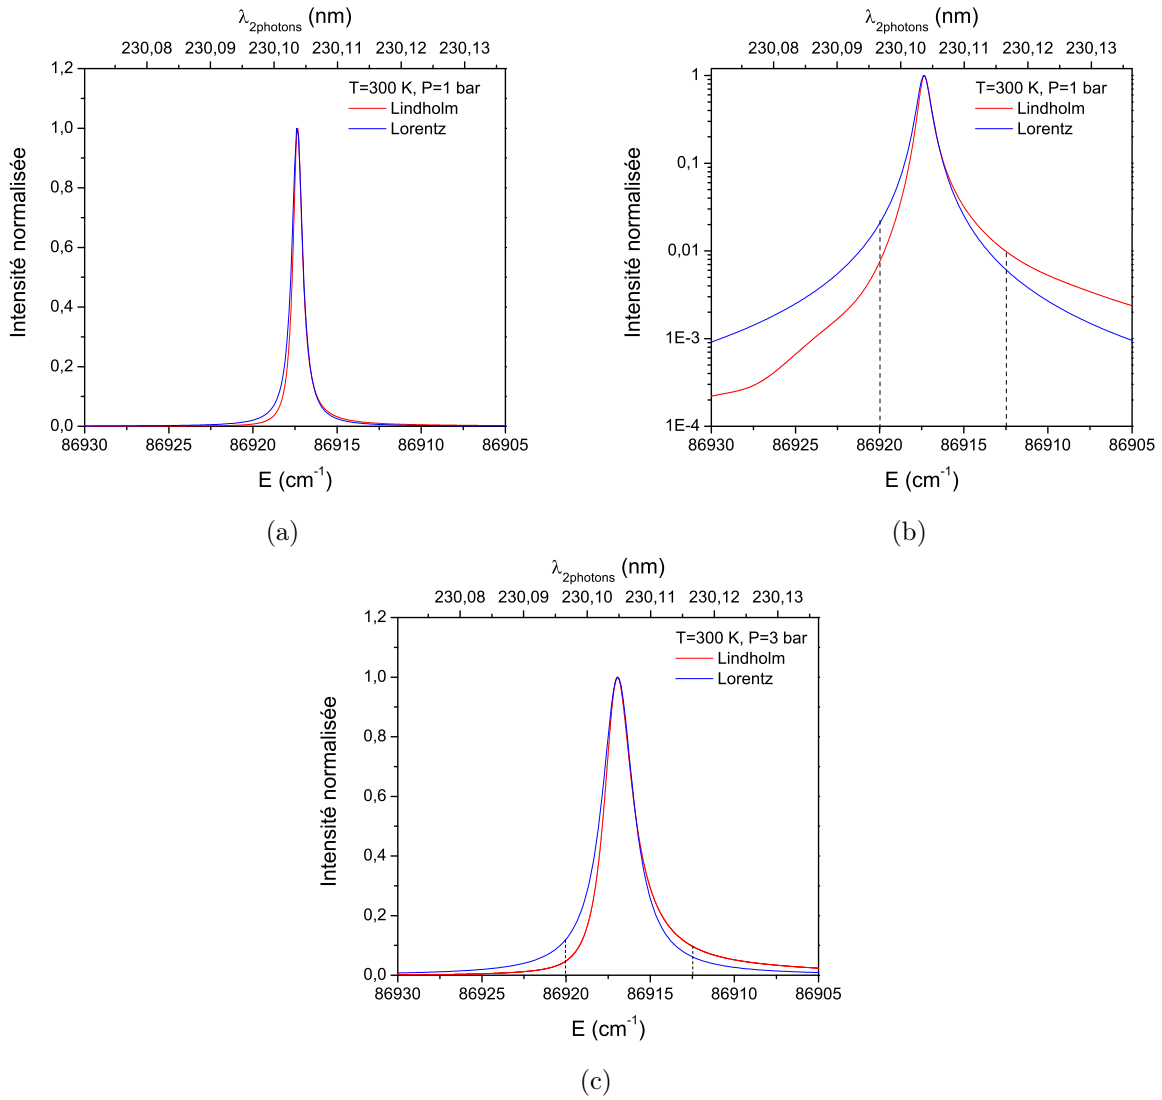 λ2photons (nm)
230,08 230,09 230,10 230,11 230,12 230,13
1,2
1,0
0,8
0,6
0,4
0,2
0,0
Intensité normalisée
T=300 K, P=1 bar
Lindholm
Lorentz
86930 86925 86920 86915 86910 86905
E (cm-1)
(a)
λ2photons (nm)
230,08 230,09 230,10 230,11 230,12 230,13
1
0,1
0,01
1E-3
1E-4
Intensité normalisée
T=300 K, P=1 bar
Lindholm
Lorentz
86930 86925 86920 86915 86910 86905
E (cm-1)
(b)
λ2photons (nm)
230,08 230,09 230,10 230,11 230,12 230,13
1,2
1,0
0,8
0,6
0,4
0,2
0,0
Intensité normalisée
T=300 K, P=3 bar
Lindholm
Lorentz
86930 86925 86920 86915 86910 86905
E (cm-1)
(c)